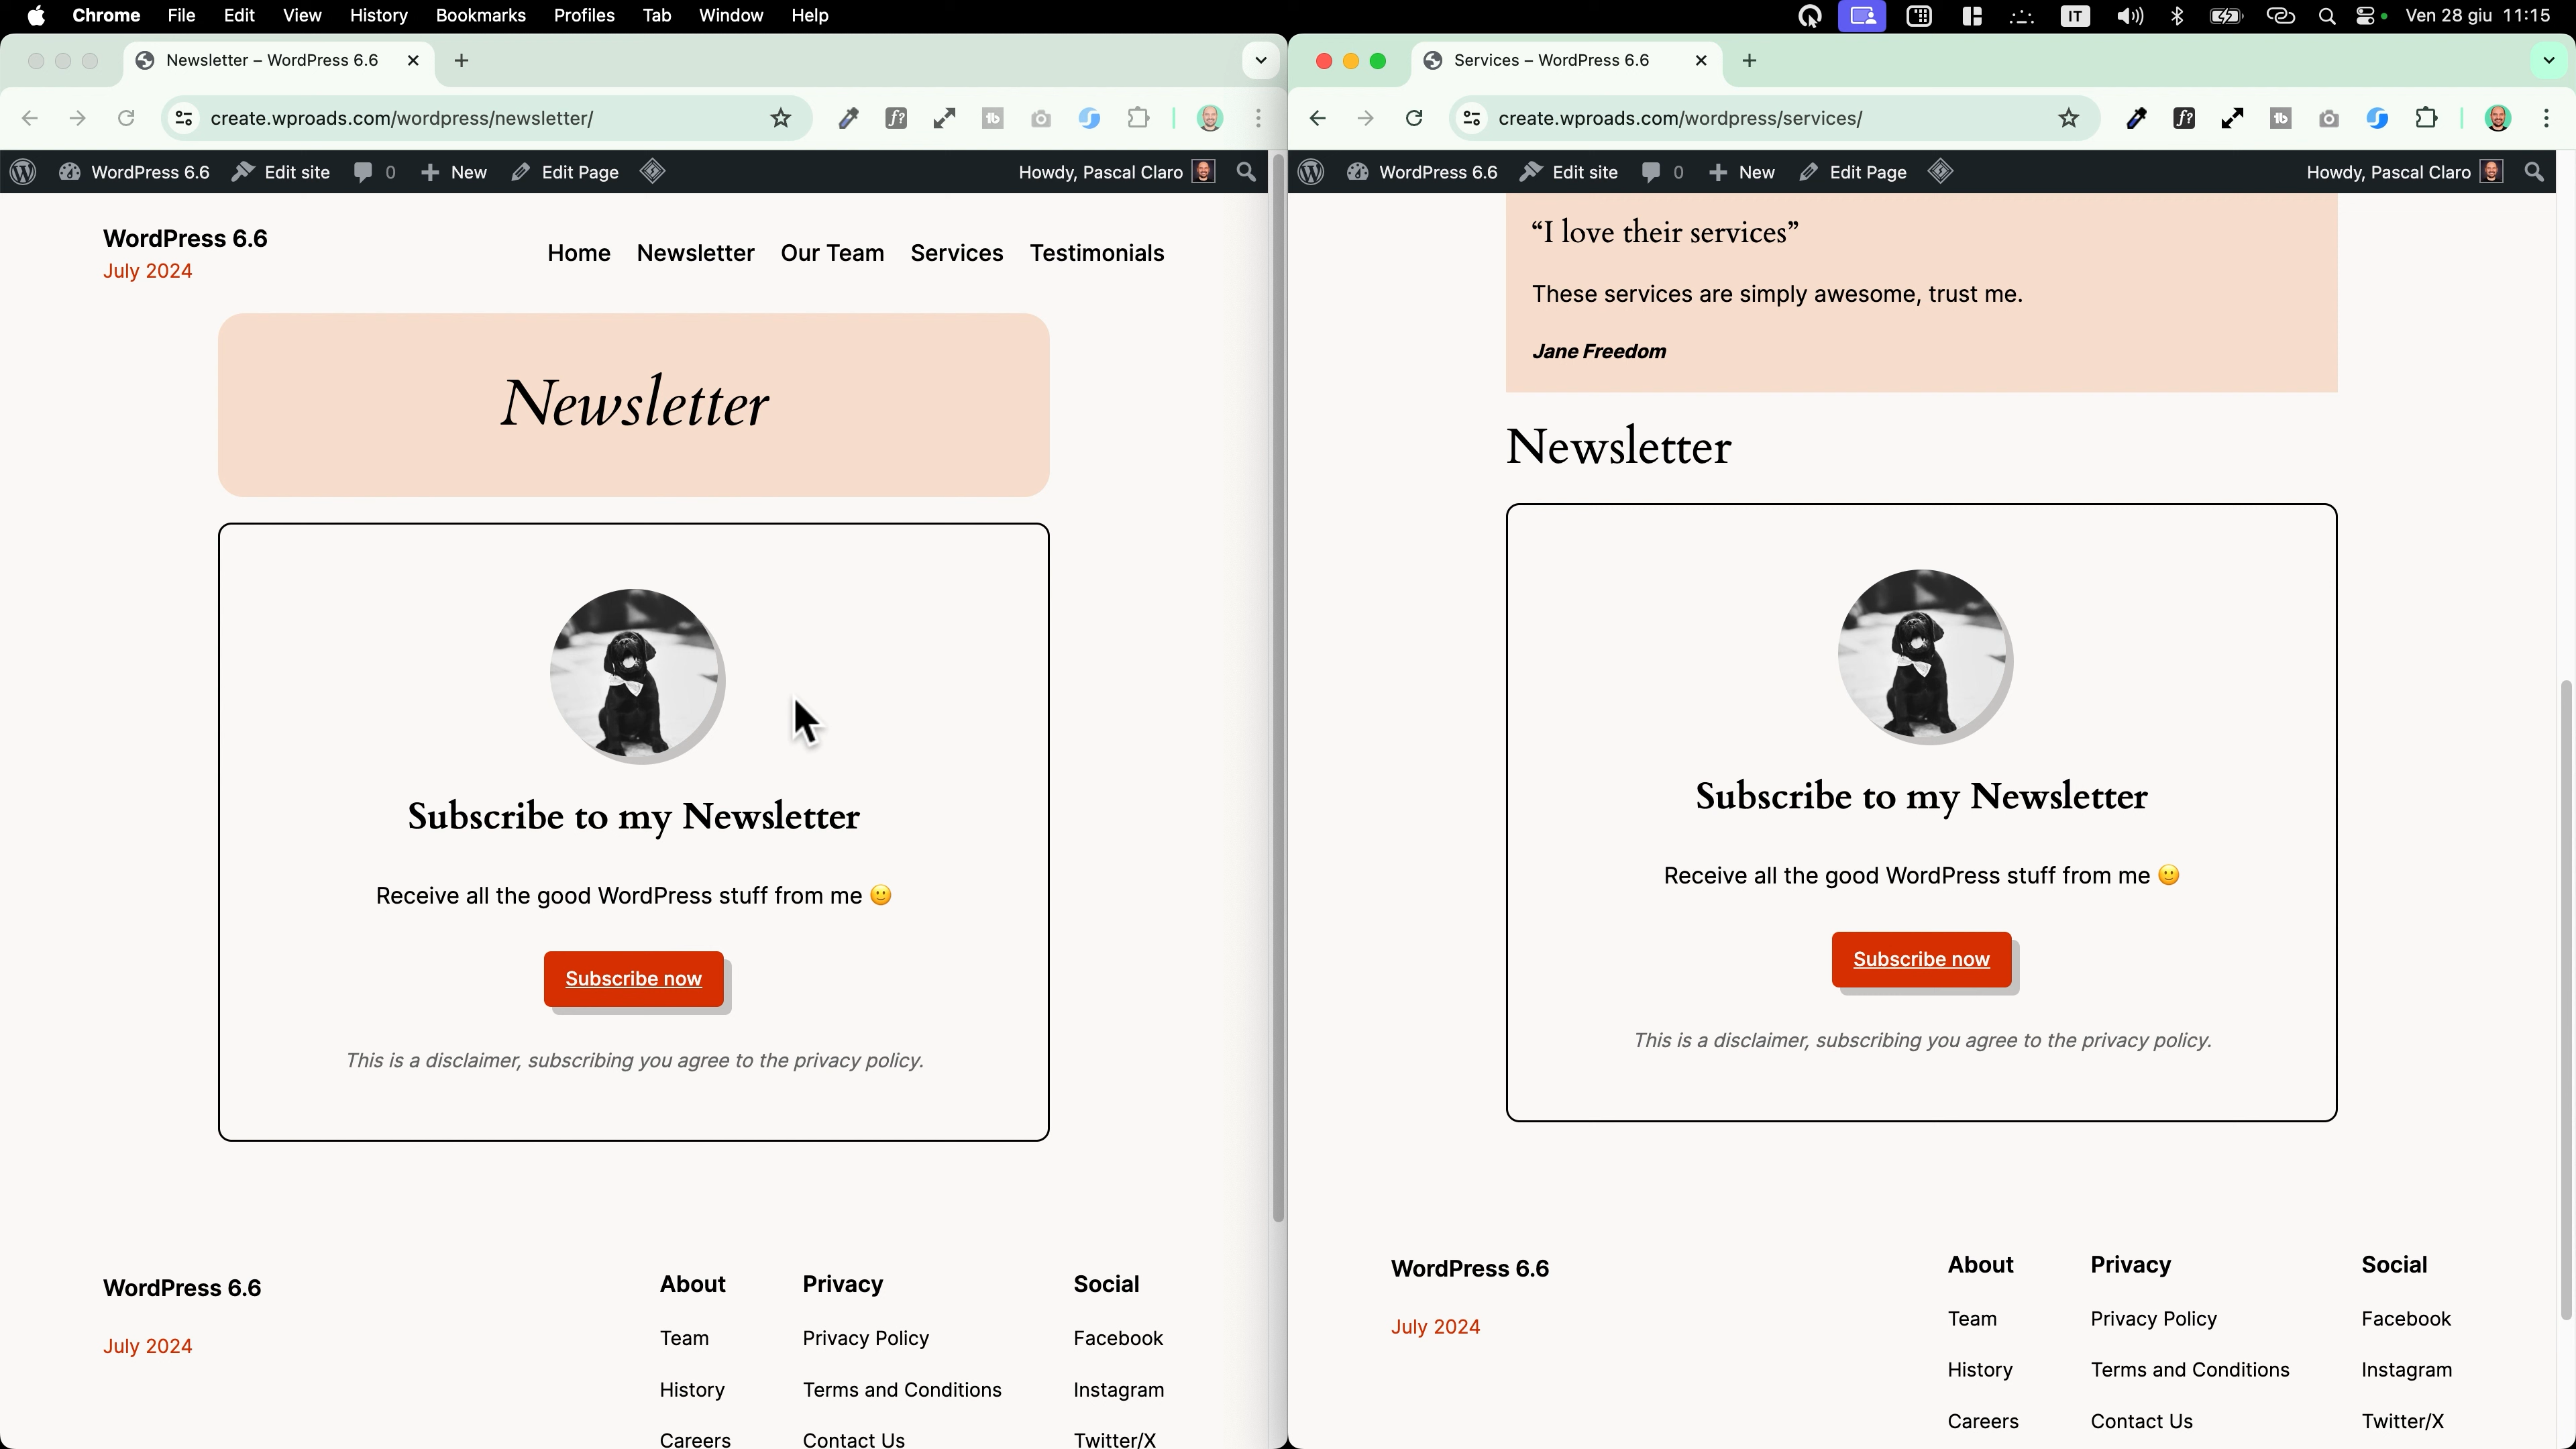 Chrome File Edit View History Bookmarks Profiles Tab Window Help
IT Ven 28 giu 11:15
Newsletter – WordPress 6.6
create.wproads.com/wordpress/newsletter/
WordPress 6.6 Edit site 0 New Edit Page Howdy, Pascal Claro
WordPress 6.6
July 2024
Home Newsletter Our Team Services Testimonials
Newsletter
Subscribe to my Newsletter
Receive all the good WordPress stuff from me 🙂
Subscribe now
This is a disclaimer, subscribing you agree to the privacy policy.
WordPress 6.6
July 2024
About
Team
History
Careers
Privacy
Privacy Policy
Terms and Conditions
Contact Us
Social
Facebook
Instagram
Twitter/X
Services – WordPress 6.6
create.wproads.com/wordpress/services/
WordPress 6.6 Edit site 0 New Edit Page Howdy, Pascal Claro
“I love their services”
These services are simply awesome, trust me.
Jane Freedom
Newsletter
Subscribe to my Newsletter
Receive all the good WordPress stuff from me 🙂
Subscribe now
This is a disclaimer, subscribing you agree to the privacy policy.
WordPress 6.6
July 2024
About
Team
History
Careers
Privacy
Privacy Policy
Terms and Conditions
Contact Us
Social
Facebook
Instagram
Twitter/X